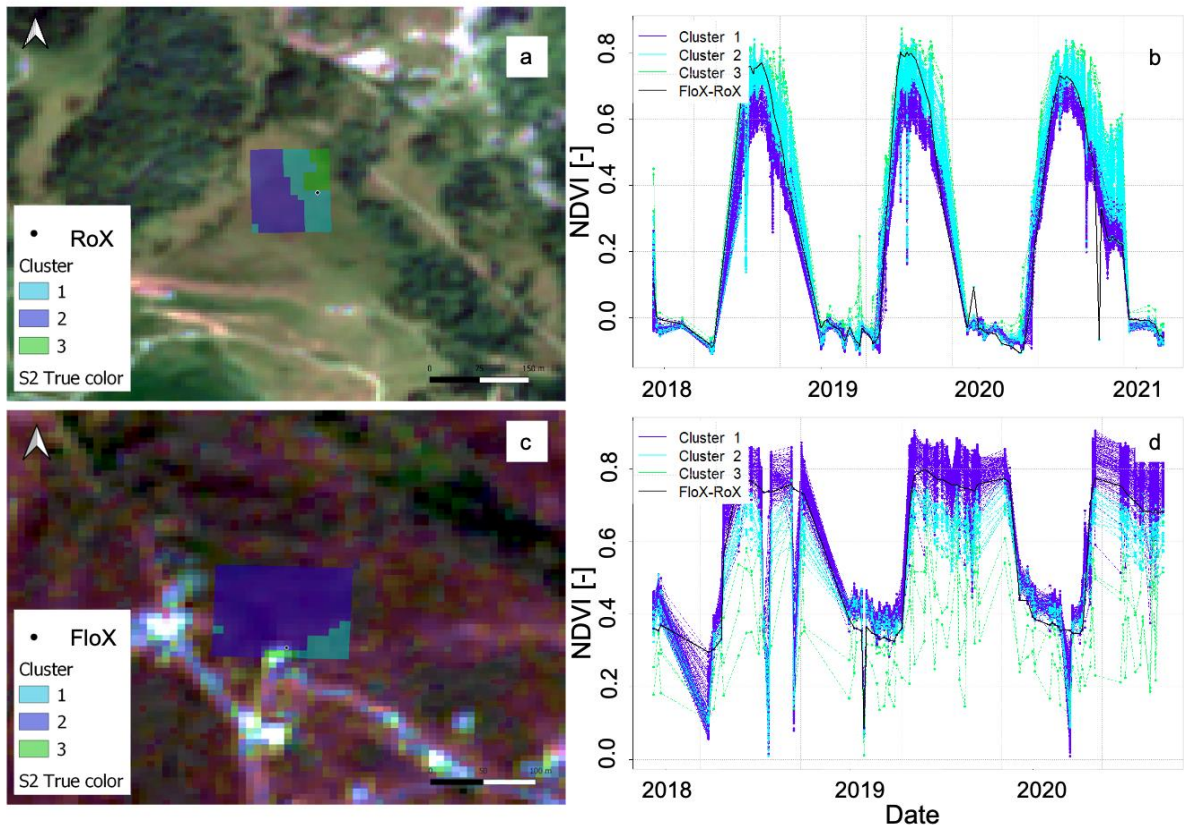 a
RoX
Cluster
1
2
3
S2 True color
0 75 150 m
b
Cluster 1
Cluster 2
Cluster 3
FloX-RoX
NDVI [-]
0.8
0.6
0.4
0.2
0.0
2018 2019 2020 2021
c
FloX
Cluster
1
2
3
S2 True color
0 50 100 m
d
Cluster 1
Cluster 2
Cluster 3
FloX-RoX
NDVI [-]
0.8
0.6
0.4
0.2
0.0
2018 2019 2020
Date